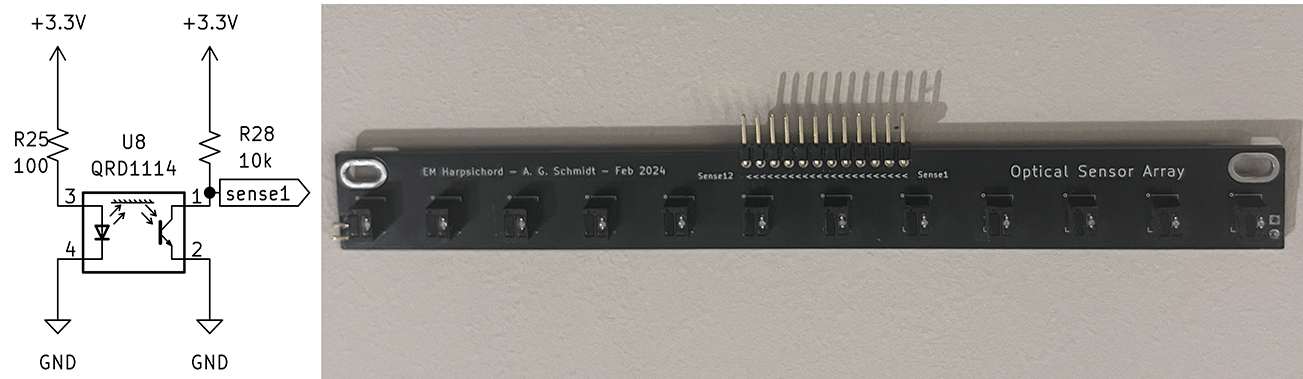 +3.3V
+3.3V
R25
100
U8
QRD1114
R28
10k
3
1
sense1
4
2
GND
GND
EM Harpsichord – A. G. Schmidt – Feb 2024
Sense12 <<<<<<<<<<<<<<<<<<<<<<< Sense1
Optical Sensor Array